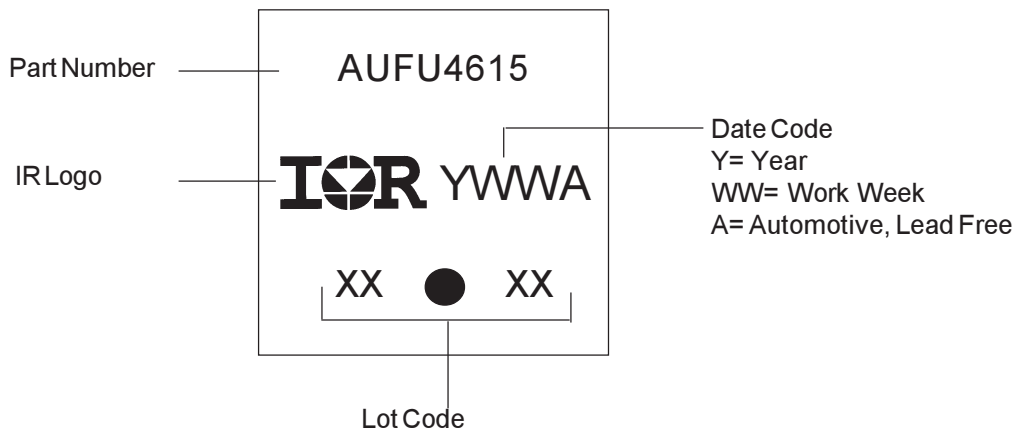 Part Number
AUFU4615
Date Code
Y= Year
WW= Work Week
A= Automotive, Lead Free
IR Logo
IOR YWWA
XX XX
Lot Code